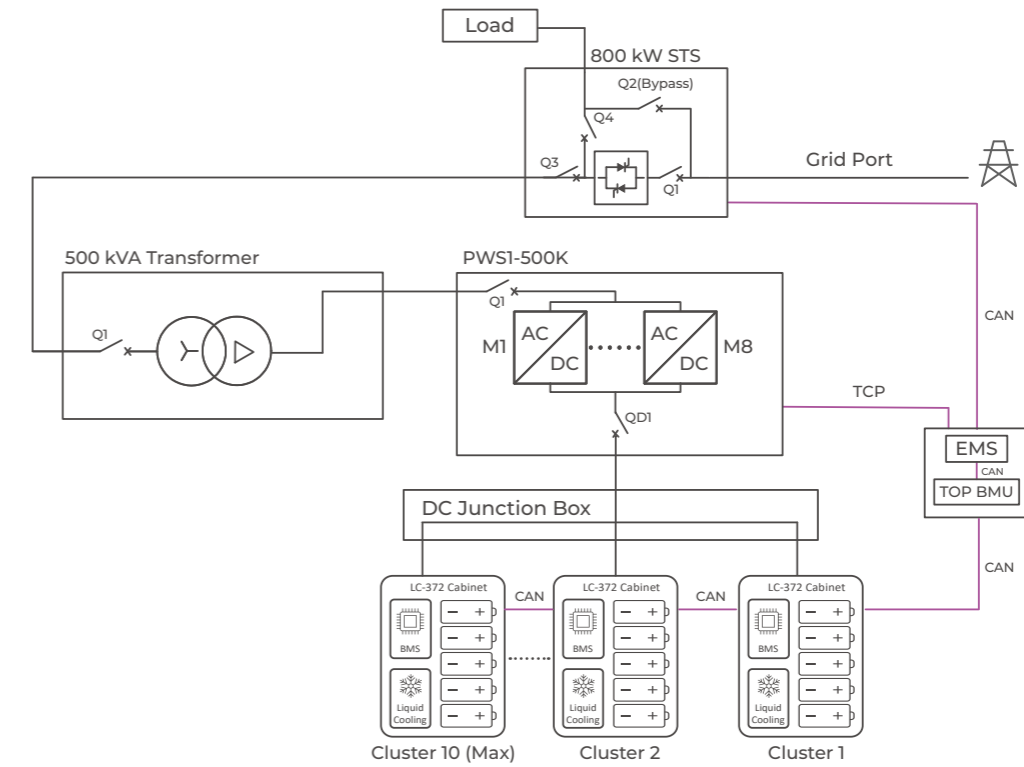 Load
800 kW STS
Q2(Bypass)
Q4
Q3
Q1
Grid Port
500 kVA Transformer
Q1
PWS1-500K
Q1
M1
AC
DC
AC
DC
M8
QD1
CAN
TCP
EMS
CAN
TOP BMU
CAN
DC Junction Box
LC-372 Cabinet
BMS
Liquid
Cooling
Cluster 10 (Max)
CAN
LC-372 Cabinet
BMS
Liquid
Cooling
Cluster 2
CAN
LC-372 Cabinet
BMS
Liquid
Cooling
Cluster 1